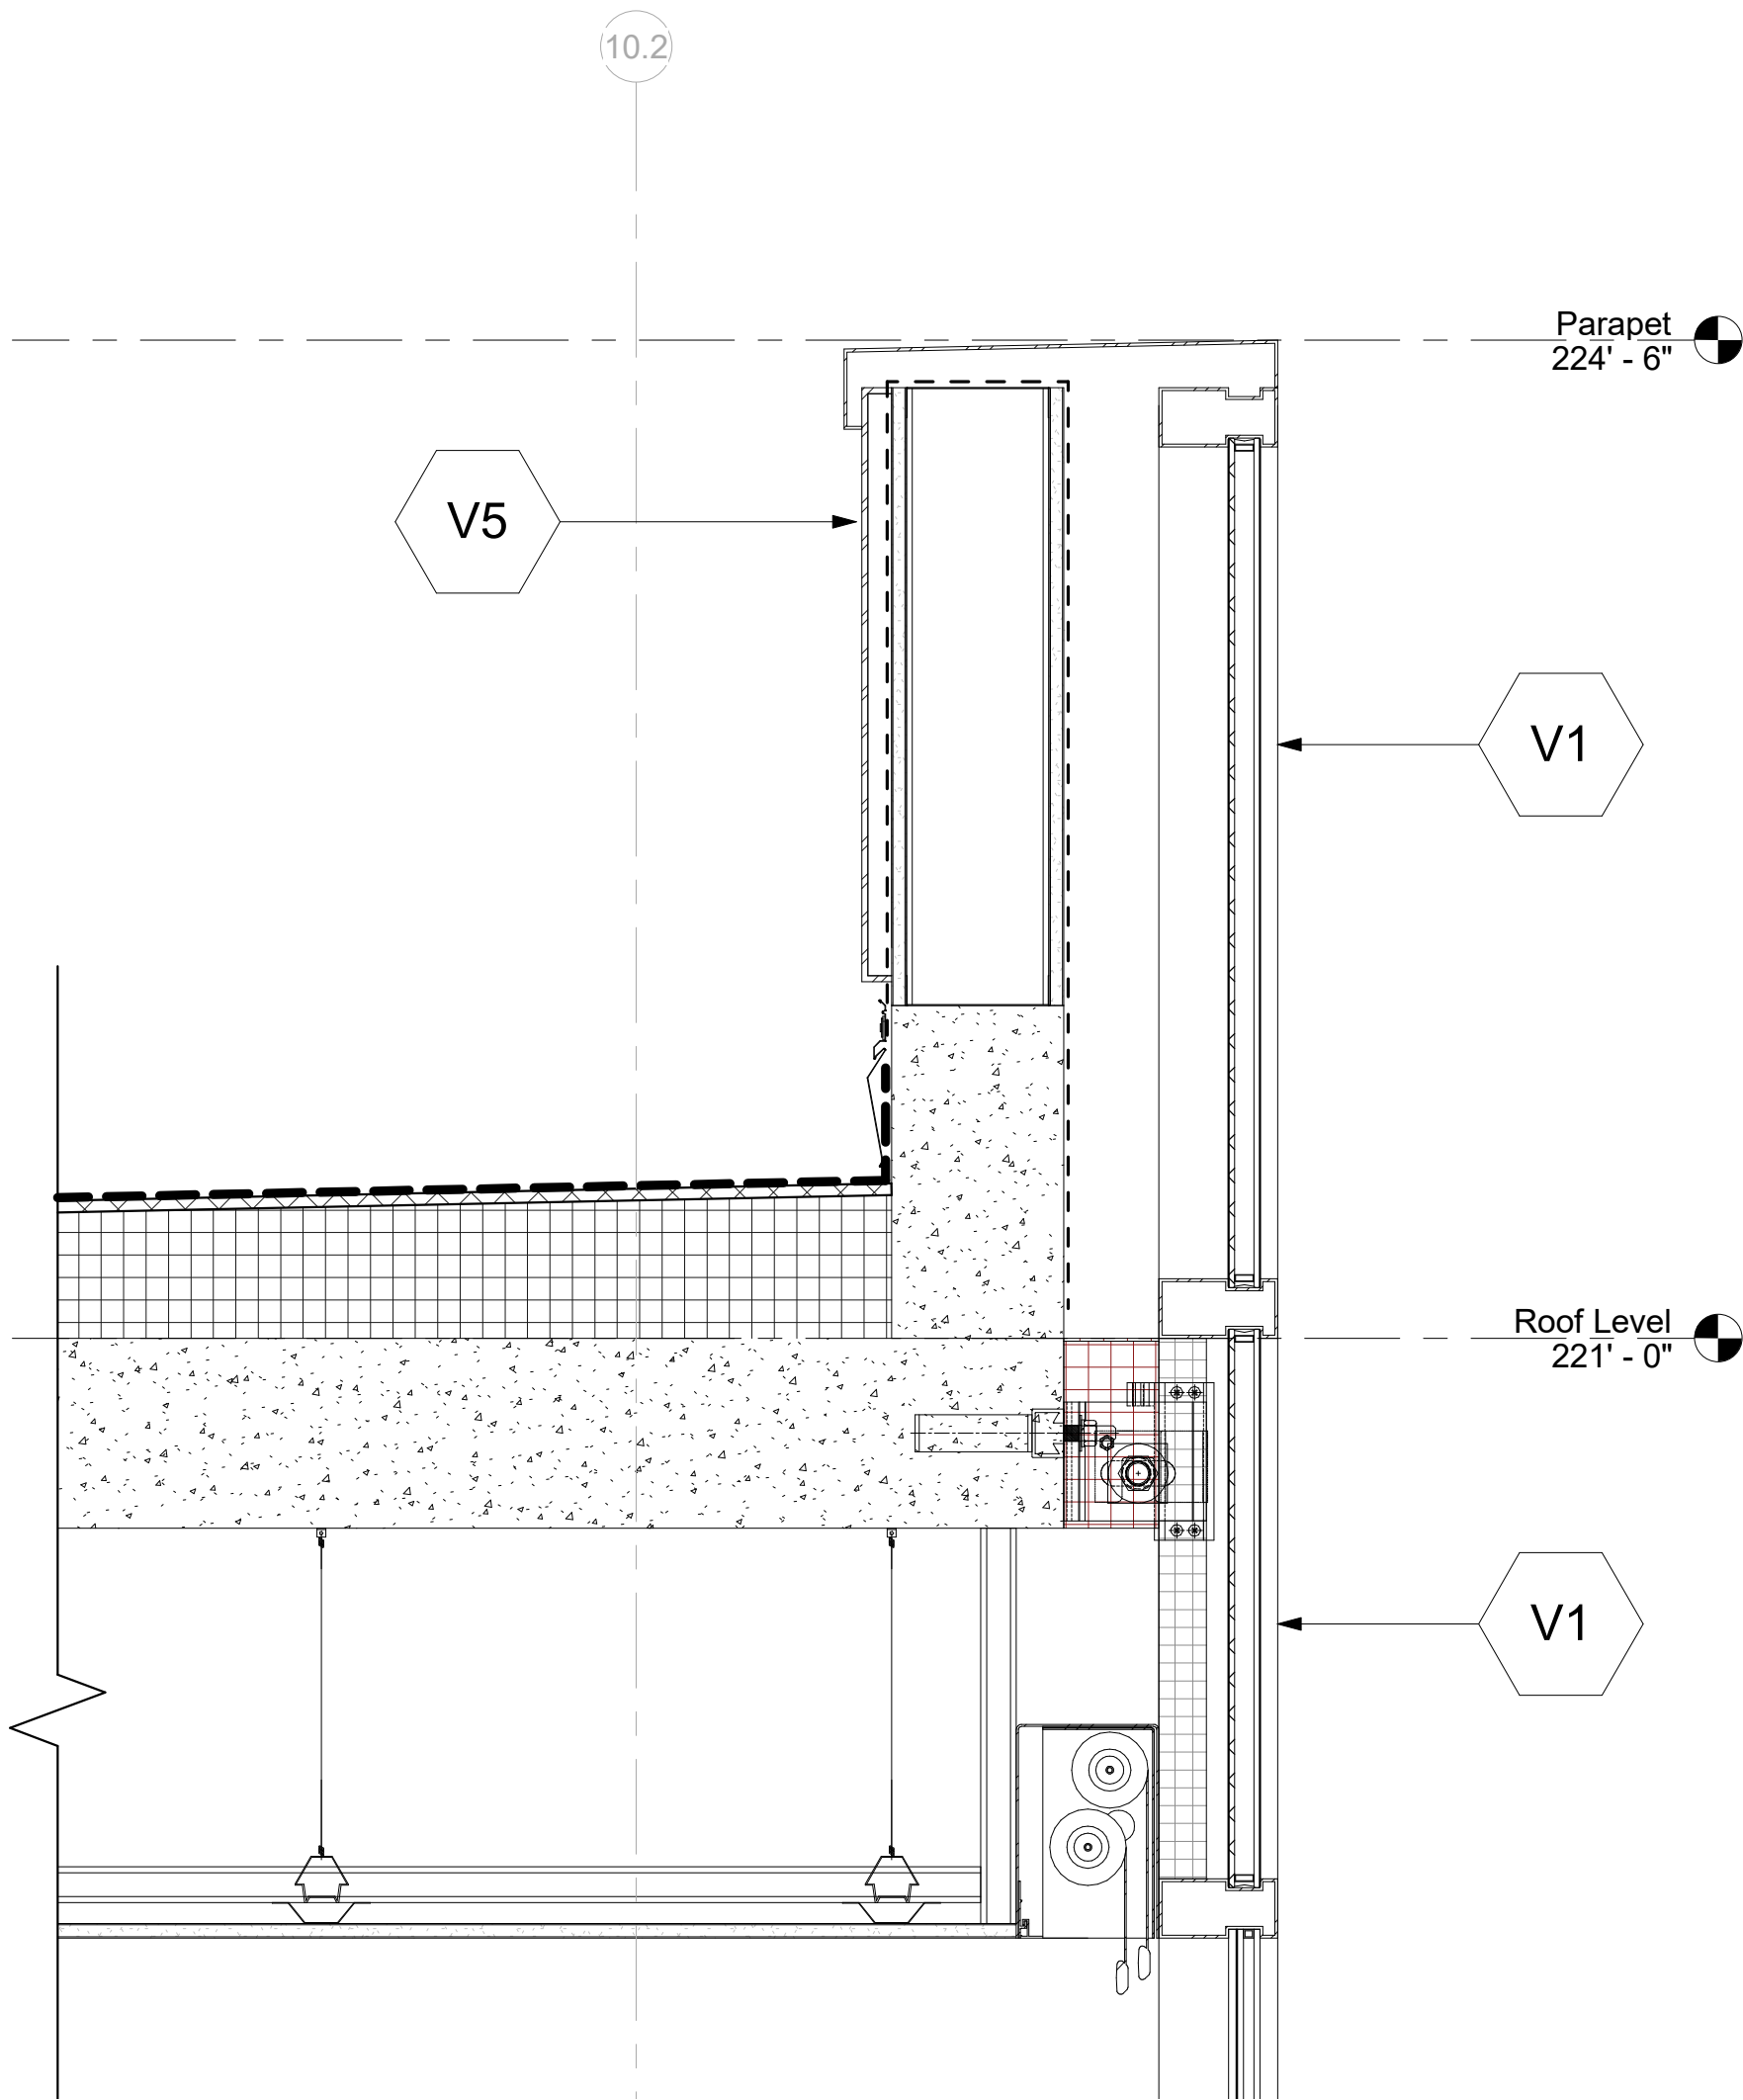 10.2
Parapet
224' - 6"
V5
V1
Roof Level
221' - 0"
V1